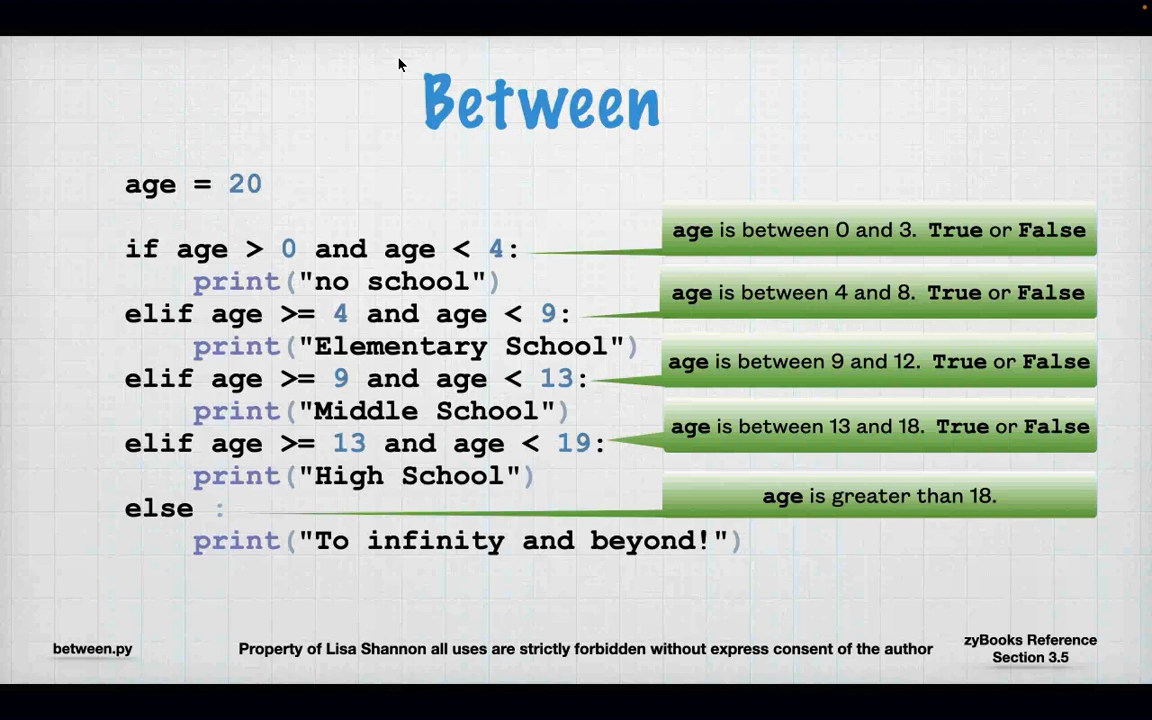 Between
age = 20
if age > 0 and age < 4:
print("no school")
elif age >= 4 and age < 9:
print("Elementary School")
elif age >= 9 and age < 13:
print("Middle School")
elif age >= 13 and age < 19:
print("High School")
else :
print("To infinity and beyond!")
age is between 0 and 3. True or False
age is between 4 and 8. True or False
age is between 9 and 12. True or False
age is between 13 and 18. True or False
age is greater than 18.
between.py
Property of Lisa Shannon all uses are strictly forbidden without express consent of the author
zyBooks Reference
Section 3.5